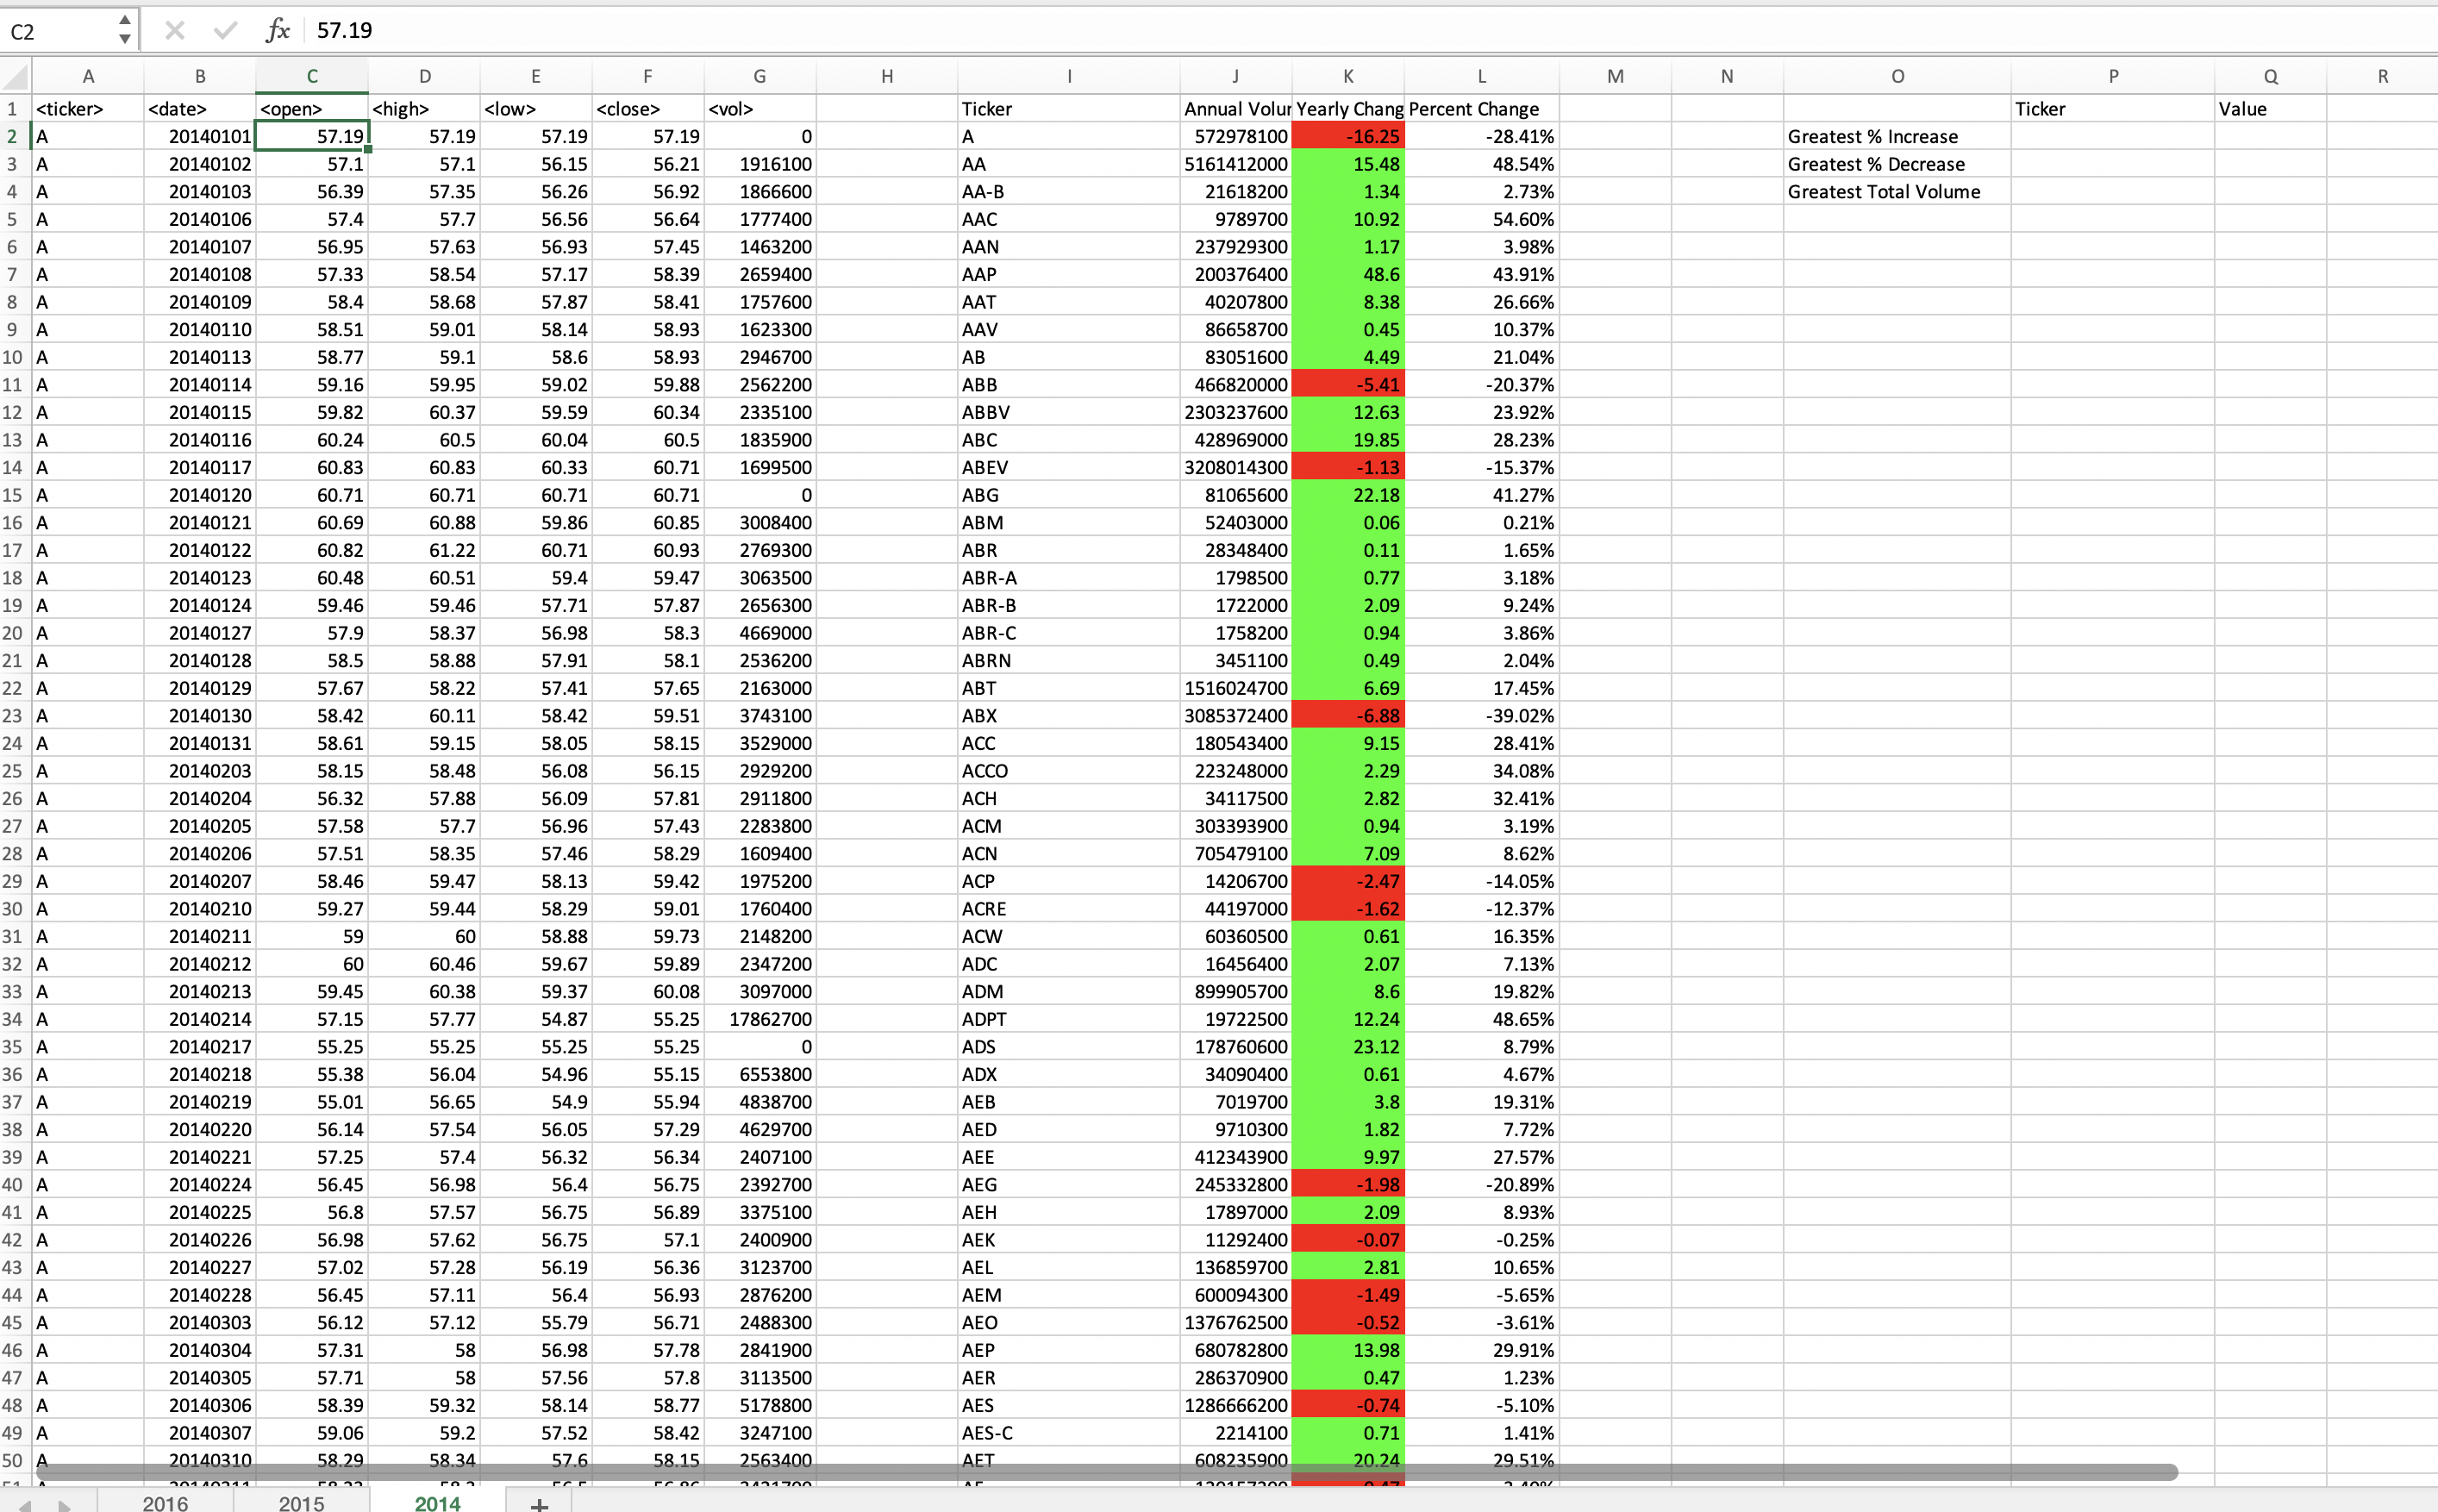 C2 fx 57.19
A B C D E F G H I J K L M N O P Q R
1 <ticker> <date> <open> <high> <low> <close> <vol> Ticker Annual Volur Yearly Chang Percent Change Ticker Value
2 A 20140101 57.19 57.19 57.19 57.19 0 A 572978100 -16.25 -28.41% Greatest % Increase
3 A 20140102 57.1 57.1 56.15 56.21 1916100 AA 5161412000 15.48 48.54% Greatest % Decrease
4 A 20140103 56.39 57.35 56.26 56.92 1866600 AA-B 21618200 1.34 2.73% Greatest Total Volume
5 A 20140106 57.4 57.7 56.56 56.64 1777400 AAC 9789700 10.92 54.60%
6 A 20140107 56.95 57.63 56.93 57.45 1463200 AAN 237929300 1.17 3.98%
7 A 20140108 57.33 58.54 57.17 58.39 2659400 AAP 200376400 48.6 43.91%
8 A 20140109 58.4 58.68 57.87 58.41 1757600 AAT 40207800 8.38 26.66%
9 A 20140110 58.51 59.01 58.14 58.93 1623300 AAV 86658700 0.45 10.37%
10 A 20140113 58.77 59.1 58.6 58.93 2946700 AB 83051600 4.49 21.04%
11 A 20140114 59.16 59.95 59.02 59.88 2562200 ABB 466820000 -5.41 -20.37%
12 A 20140115 59.82 60.37 59.59 60.34 2335100 ABBV 2303237600 12.63 23.92%
13 A 20140116 60.24 60.5 60.04 60.5 1835900 ABC 428969000 19.85 28.23%
14 A 20140117 60.83 60.83 60.33 60.71 1699500 ABEV 3208014300 -1.13 -15.37%
15 A 20140120 60.71 60.71 60.71 60.71 0 ABG 81065600 22.18 41.27%
16 A 20140121 60.69 60.88 59.86 60.85 3008400 ABM 52403000 0.06 0.21%
17 A 20140122 60.82 61.22 60.71 60.93 2769300 ABR 28348400 0.11 1.65%
18 A 20140123 60.48 60.51 59.4 59.47 3063500 ABR-A 1798500 0.77 3.18%
19 A 20140124 59.46 59.46 57.71 57.87 2656300 ABR-B 1722000 2.09 9.24%
20 A 20140127 57.9 58.37 56.98 58.3 4669000 ABR-C 1758200 0.94 3.86%
21 A 20140128 58.5 58.88 57.91 58.1 2536200 ABRN 3451100 0.49 2.04%
22 A 20140129 57.67 58.22 57.41 57.65 2163000 ABT 1516024700 6.69 17.45%
23 A 20140130 58.42 60.11 58.42 59.51 3743100 ABX 3085372400 -6.88 -39.02%
24 A 20140131 58.61 59.15 58.05 58.15 3529000 ACC 180543400 9.15 28.41%
25 A 20140203 58.15 58.48 56.08 56.15 2929200 ACCO 223248000 2.29 34.08%
26 A 20140204 56.32 57.88 56.09 57.81 2911800 ACH 34117500 2.82 32.41%
27 A 20140205 57.58 57.7 56.96 57.43 2283800 ACM 303393900 0.94 3.19%
28 A 20140206 57.51 58.35 57.46 58.29 1609400 ACN 705479100 7.09 8.62%
29 A 20140207 58.46 59.47 58.13 59.42 1975200 ACP 14206700 -2.47 -14.05%
30 A 20140210 59.27 59.44 58.29 59.01 1760400 ACRE 44197000 -1.62 -12.37%
31 A 20140211 59 60 58.88 59.73 2148200 ACW 60360500 0.61 16.35%
32 A 20140212 60 60.46 59.67 59.89 2347200 ADC 16456400 2.07 7.13%
33 A 20140213 59.45 60.38 59.37 60.08 3097000 ADM 899905700 8.6 19.82%
34 A 20140214 57.15 57.77 54.87 55.25 17862700 ADPT 19722500 12.24 48.65%
35 A 20140217 55.25 55.25 55.25 55.25 0 ADS 178760600 23.12 8.79%
36 A 20140218 55.38 56.04 54.96 55.15 6553800 ADX 34090400 0.61 4.67%
37 A 20140219 55.01 56.65 54.9 55.94 4838700 AEB 7019700 3.8 19.31%
38 A 20140220 56.14 57.54 56.05 57.29 4629700 AED 9710300 1.82 7.72%
39 A 20140221 57.25 57.4 56.32 56.34 2407100 AEE 412343900 9.97 27.57%
40 A 20140224 56.45 56.98 56.4 56.75 2392700 AEG 245332800 -1.98 -20.89%
41 A 20140225 56.8 57.57 56.75 56.89 3375100 AEH 17897000 2.09 8.93%
42 A 20140226 56.98 57.62 56.75 57.1 2400900 AEK 11292400 -0.07 -0.25%
43 A 20140227 57.02 57.28 56.19 56.36 3123700 AEL 136859700 2.81 10.65%
44 A 20140228 56.45 57.11 56.4 56.93 2876200 AEM 600094300 -1.49 -5.65%
45 A 20140303 56.12 57.12 55.79 56.71 2488300 AEO 1376762500 -0.52 -3.61%
46 A 20140304 57.31 58 56.98 57.78 2841900 AEP 680782800 13.98 29.91%
47 A 20140305 57.71 58 57.56 57.8 3113500 AER 286370900 0.47 1.23%
48 A 20140306 58.39 59.32 58.14 58.77 5178800 AES 1286666200 -0.74 -5.10%
49 A 20140307 59.06 59.2 57.52 58.42 3247100 AES-C 2214100 0.71 1.41%
50 A 20140310 58.29 58.34 57.6 58.15 2563400 AET 608235900 20.24 29.51%
2016 2015 2014 +